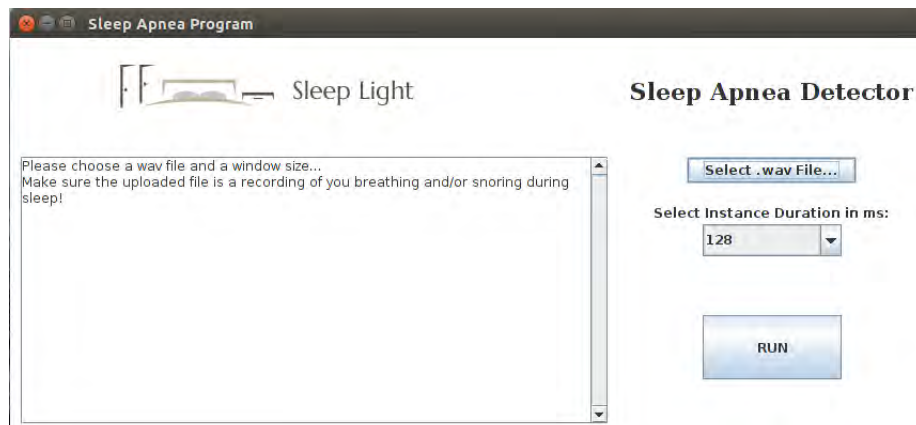 Sleep Apnea Program
Sleep Light
Sleep Apnea Detector
Please choose a wav file and a window size...
Make sure the uploaded file is a recording of you breathing and/or snoring during
sleep!
Select .wav File...
Select Instance Duration in ms:
128
RUN